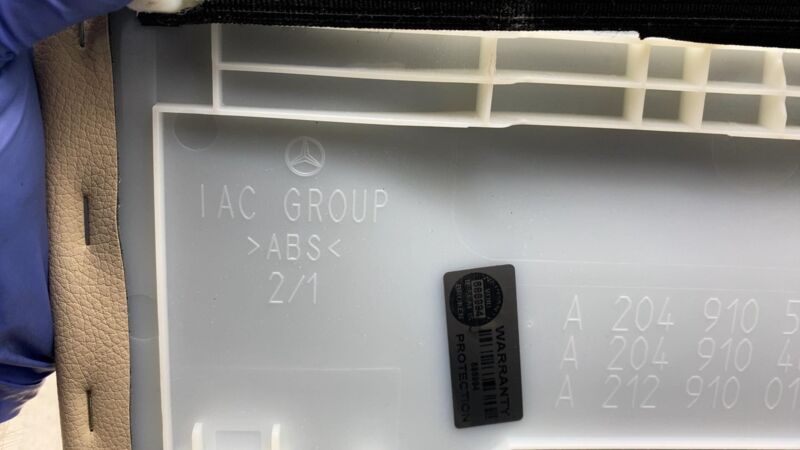 IAC GROUP
>ABS<
2/1
A 204 910 5
A 204 910 4
A 212 910 01
WARRANTY
PROTECTION